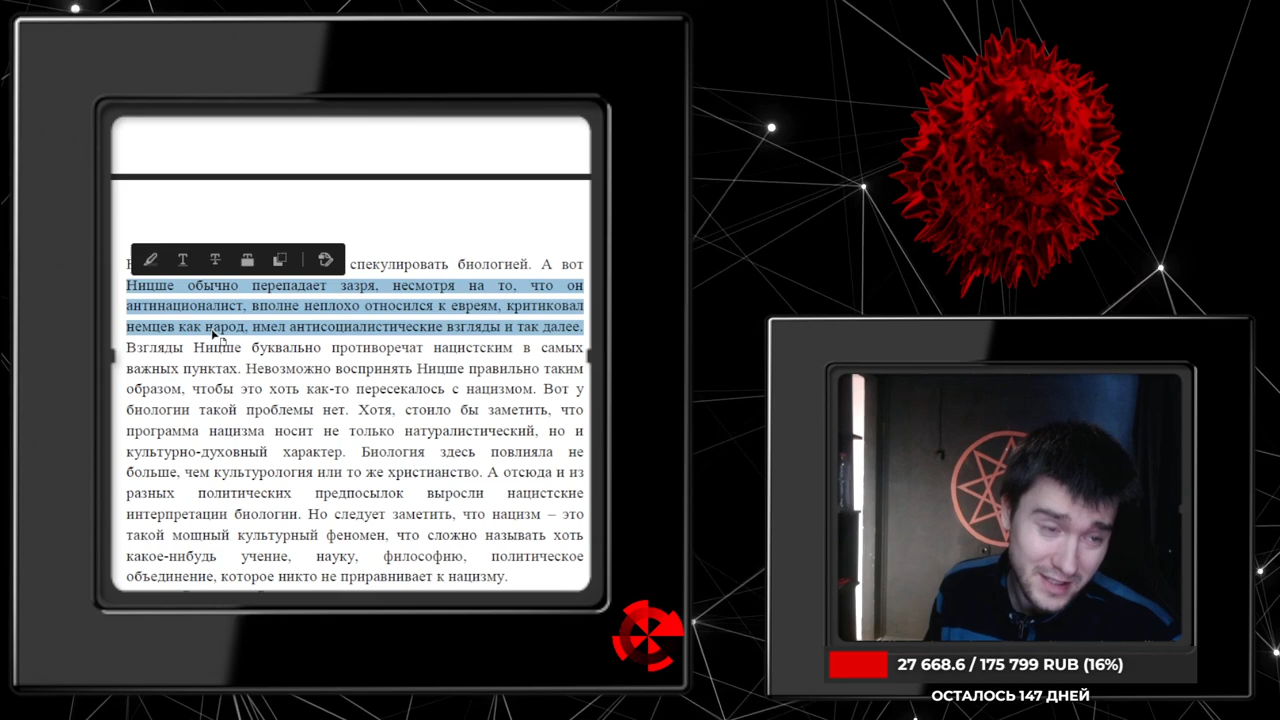 спекулировать биологией. А вот
Ницше обычно перепадает зазря, несмотря на то, что он
антинационалист, вполне неплохо относился к евреям, критиковал
немцев как народ, имел антисоциалистические взгляды и так далее.
Взгляды Ницше буквально противоречат нацистским в самых
важных пунктах. Невозможно воспринять Ницше правильно таким
образом, чтобы это хоть как-то пересекалось с нацизмом. Вот у
биологии такой проблемы нет. Хотя, стоило бы заметить, что
программа нацизма носит не только натуралистический, но и
культурно-духовный характер. Биология здесь повлияла не
больше, чем культурология или то же христианство. А отсюда и из
разных политических предпосылок выросли нацистские
интерпретации биологии. Но следует заметить, что нацизм – это
такой мощный культурный феномен, что сложно называть хоть
какое-нибудь учение, науку, философию, политическое
объединение, которое никто не приравнивает к нацизму.
27 668.6 / 175 799 RUB (16%)
ОСТАЛОСЬ 147 ДНЕЙ